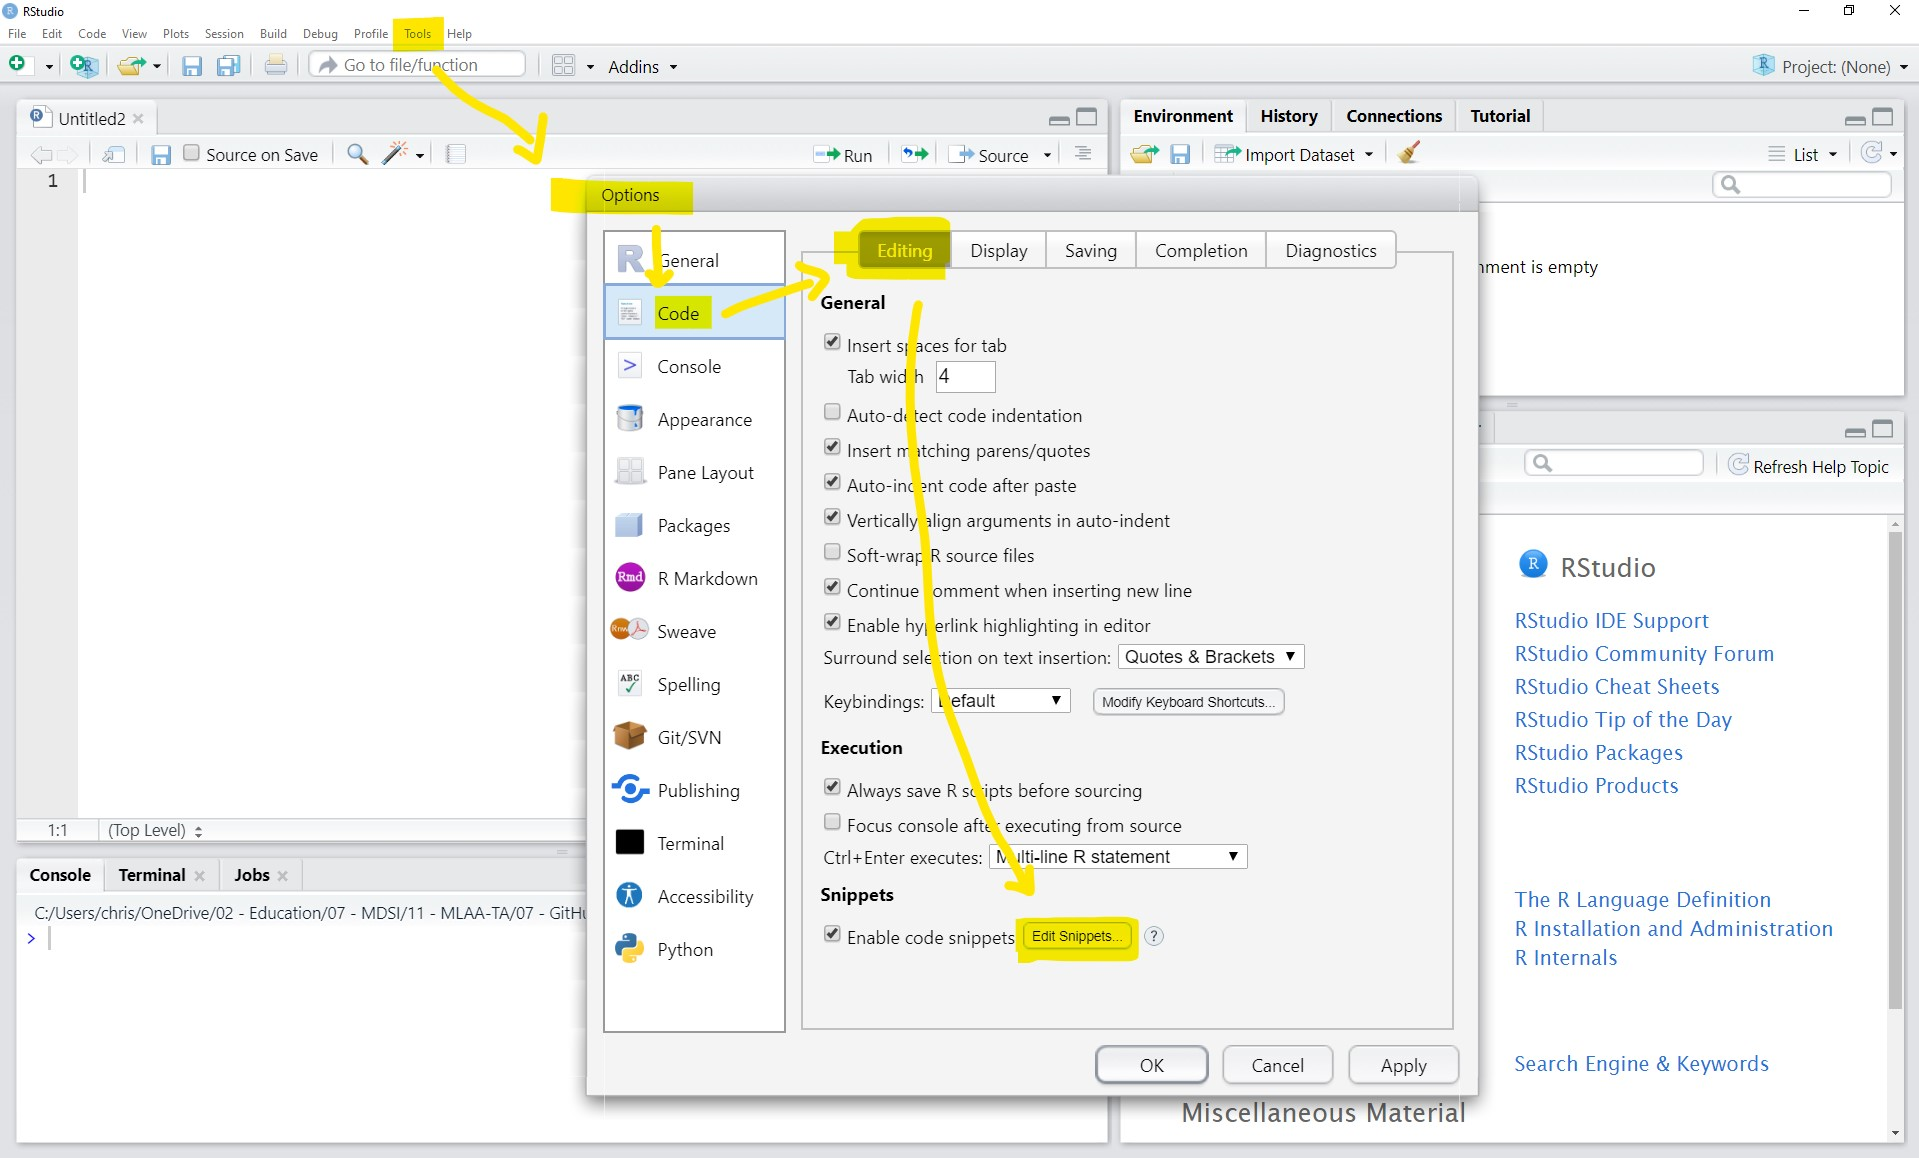 RStudio
File Edit Code View Plots Session Build Debug Profile Tools Help
Go to file/function Addins Project: (None)
Untitled2
Source on Save Run Source
1
1:1 (Top Level)
Console Terminal Jobs
C:/Users/chris/OneDrive/02 - Education/07 - MDSI/11 - MLAA-TA/07 - GitHu
>
Environment History Connections Tutorial
Import Dataset List
nment is empty
Refresh Help Topic
R RStudio
RStudio IDE Support
RStudio Community Forum
RStudio Cheat Sheets
RStudio Tip of the Day
RStudio Packages
RStudio Products
The R Language Definition
R Installation and Administration
R Internals
Search Engine & Keywords
Miscellaneous Material
Options
General
Code
Console
Appearance
Pane Layout
Packages
Rmd R Markdown
Rnw Sweave
ABC Spelling
Git/SVN
Publishing
Terminal
Accessibility
Python
Editing Display Saving Completion Diagnostics
General
Insert spaces for tab
Tab width 4
Auto-detect code indentation
Insert matching parens/quotes
Auto-indent code after paste
Vertically align arguments in auto-indent
Soft-wrap R source files
Continue comment when inserting new line
Enable hyperlink highlighting in editor
Surround selection on text insertion: Quotes & Brackets
Keybindings: Default Modify Keyboard Shortcuts...
Execution
Always save R scripts before sourcing
Focus console after executing from source
Ctrl+Enter executes: Multi-line R statement
Snippets
Enable code snippets Edit Snippets... ?
OK Cancel Apply